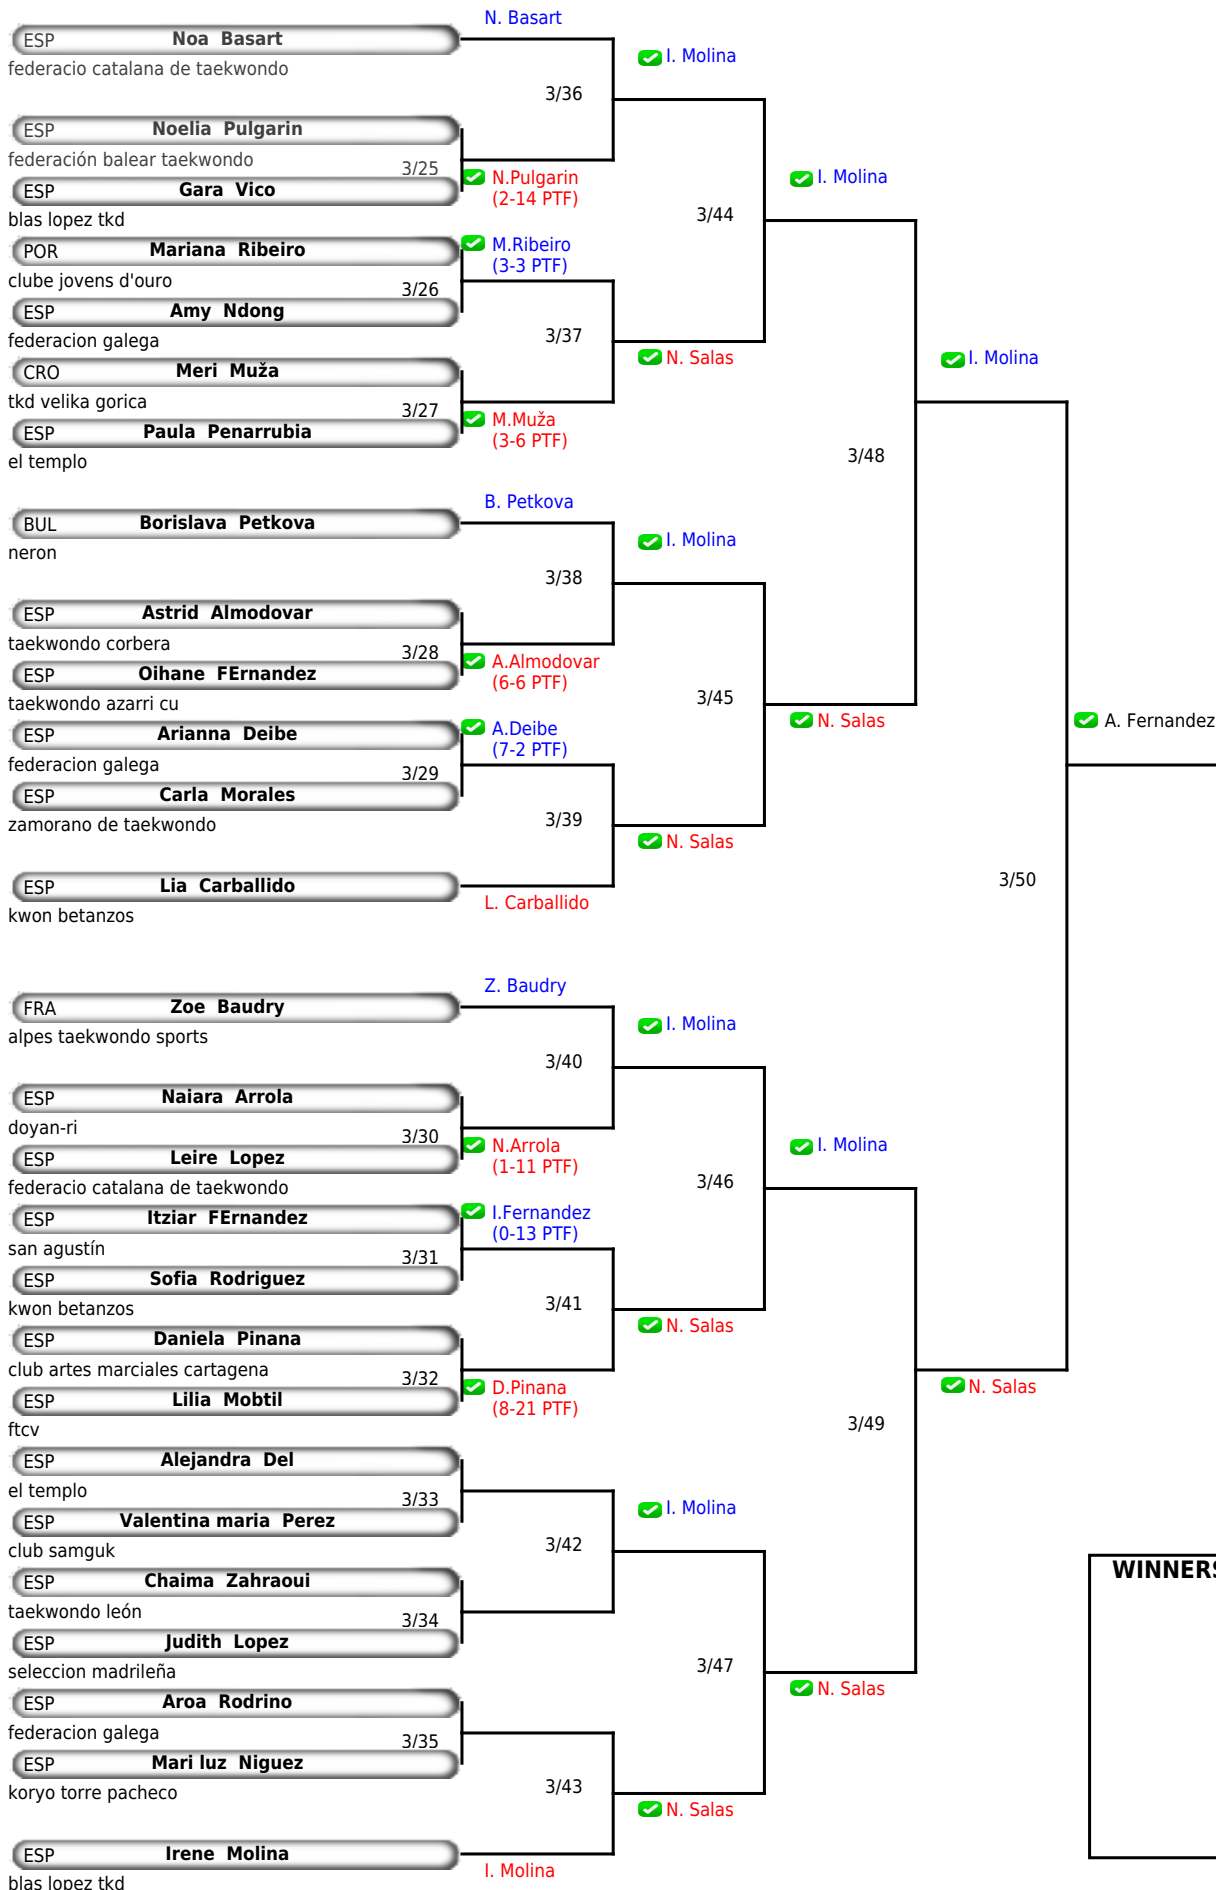 N. Basart
ESP Noa Basart
federacio catalana de taekwondo
I. Molina
3/36
ESP Noelia Pulgarin
federación balear taekwondo
3/25
N.Pulgarin
(2-14 PTF)
ESP Gara Vico
blas lopez tkd
I. Molina
3/44
POR Mariana Ribeiro
clube jovens d'ouro
M.Ribeiro
(3-3 PTF)
3/26
ESP Amy Ndong
federacion galega
3/37
N. Salas
CRO Meri Muža
tkd velika gorica
3/27
M.Muža
(3-6 PTF)
ESP Paula Penarrubia
el templo
I. Molina
3/48
B. Petkova
BUL Borislava Petkova
neron
I. Molina
3/38
ESP Astrid Almodovar
taekwondo corbera
3/28
A.Almodovar
(6-6 PTF)
ESP Oihane FErnandez
taekwondo azarri cu
3/45
N. Salas
A. Fernandez
ESP Arianna Deibe
federacion galega
A.Deibe
(7-2 PTF)
3/29
ESP Carla Morales
zamorano de taekwondo
3/39
N. Salas
ESP Lia Carballido
kwon betanzos
L. Carballido
3/50
Z. Baudry
FRA Zoe Baudry
alpes taekwondo sports
I. Molina
3/40
ESP Naiara Arrola
doyan-ri
3/30
N.Arrola
(1-11 PTF)
ESP Leire Lopez
federacio catalana de taekwondo
I. Molina
3/46
ESP Itziar FErnandez
san agustín
I.Fernandez
(0-13 PTF)
3/31
ESP Sofia Rodriguez
kwon betanzos
3/41
N. Salas
ESP Daniela Pinana
club artes marciales cartagena
3/32
D.Pinana
(8-21 PTF)
ESP Lilia Mobtil
ftcv
N. Salas
3/49
ESP Alejandra Del
el templo
3/33
ESP Valentina maria Perez
club samguk
I. Molina
3/42
ESP Chaima Zahraoui
taekwondo león
3/34
ESP Judith Lopez
seleccion madrileña
3/47
N. Salas
ESP Aroa Rodrino
federacion galega
3/35
ESP Mari luz Niguez
koryo torre pacheco
3/43
N. Salas
ESP Irene Molina
blas lopez tkd
I. Molina
WINNERS